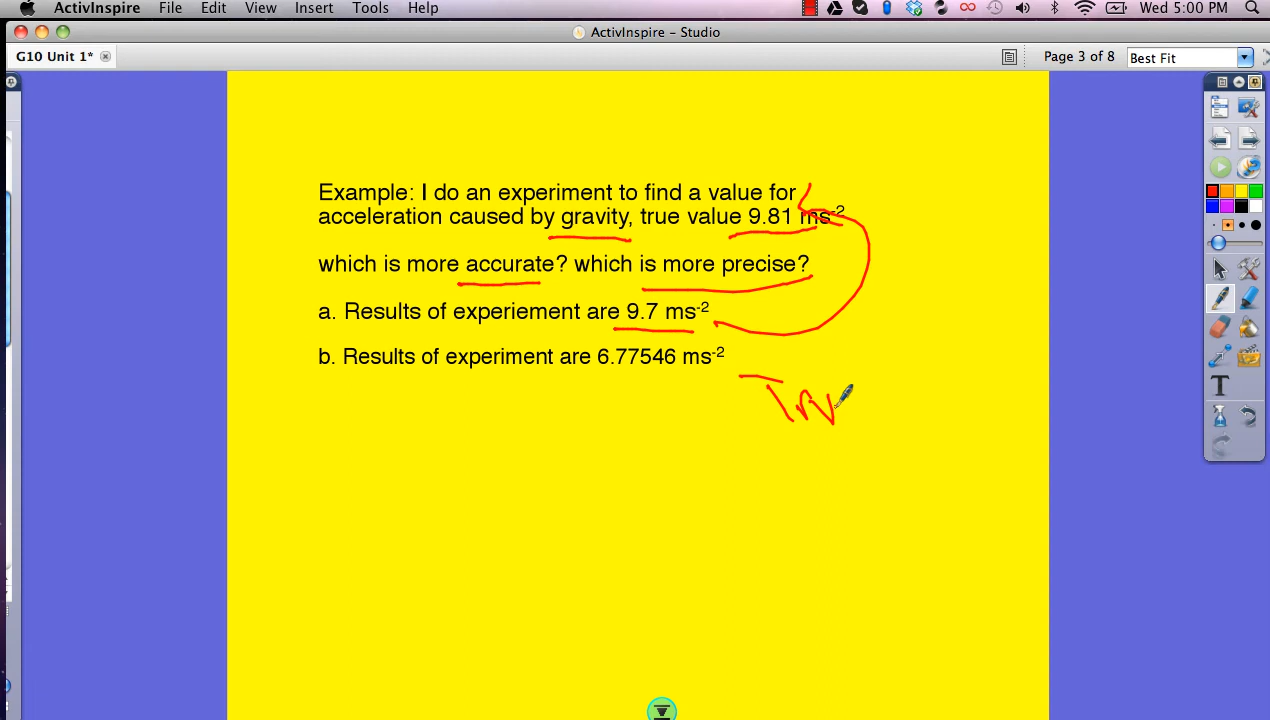 ActivInspire File Edit View Insert Tools Help Wed 5:00 PM
ActivInspire – Studio
G10 Unit 1*
Page 3 of 8
Best Fit
Example: I do an experiment to find a value for
acceleration caused by gravity, true value 9.81 ms-2
which is more accurate? which is more precise?
a. Results of experiement are 9.7 ms-2
b. Results of experiment are 6.77546 ms-2
T